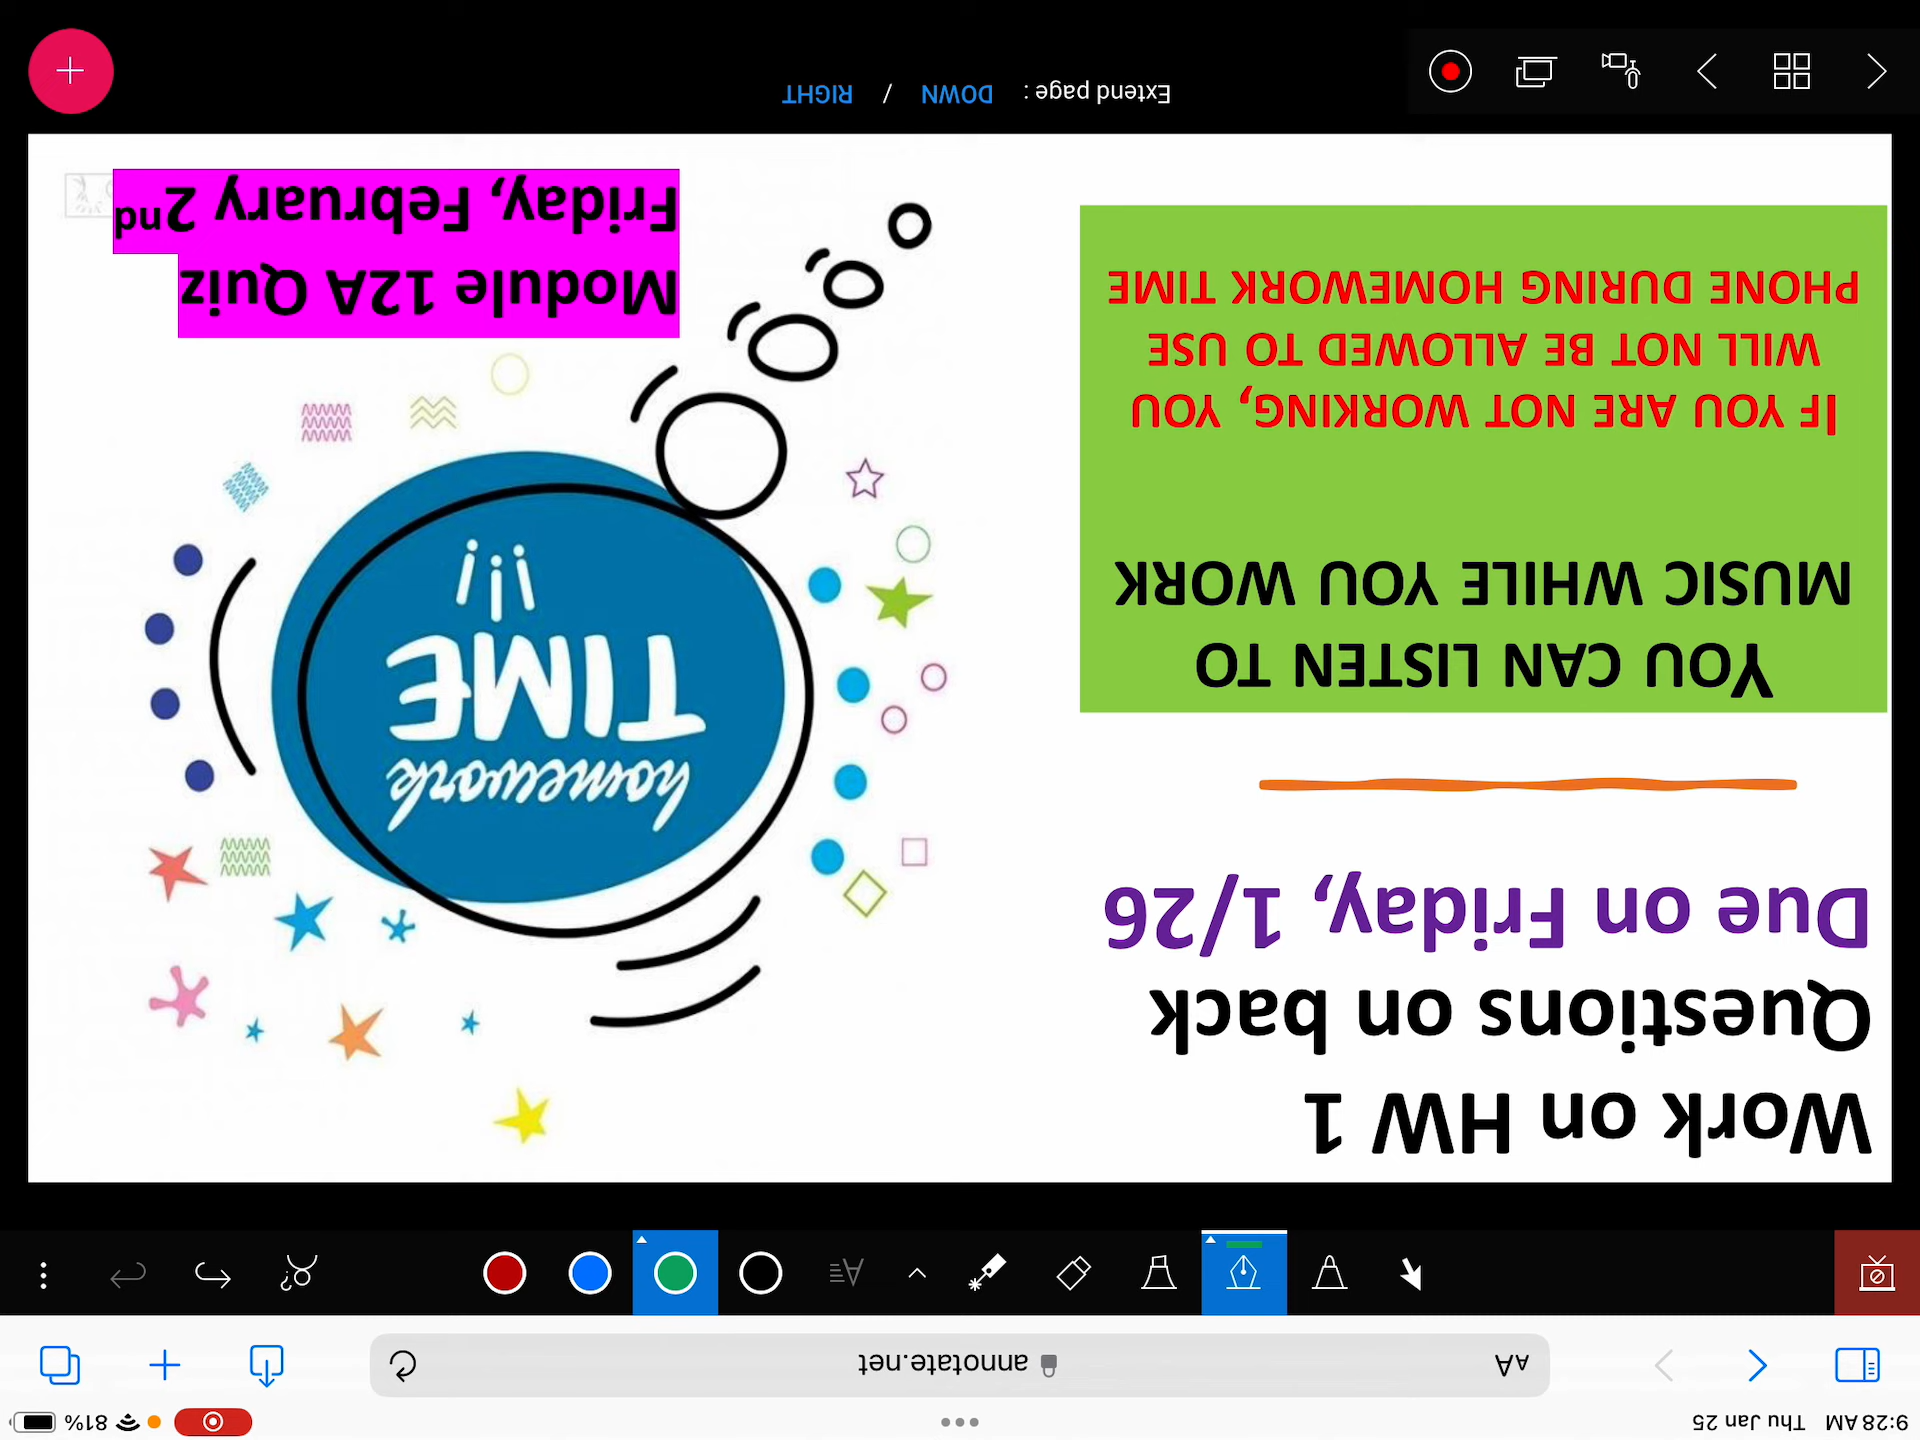 9:28 AM Thu Jan 25
81%
AA
annotate.net
Work on HW 1
Questions on back
Due on Friday, 1/26
YOU CAN LISTEN TO
MUSIC WHILE YOU WORK
IF YOU ARE NOT WORKING, YOU
WILL NOT BE ALLOWED TO USE
PHONE DURING HOMEWORK TIME
homework
TIME
!!!
Module 12A Quiz
Friday, February 2nd
Extend page : DOWN / RIGHT